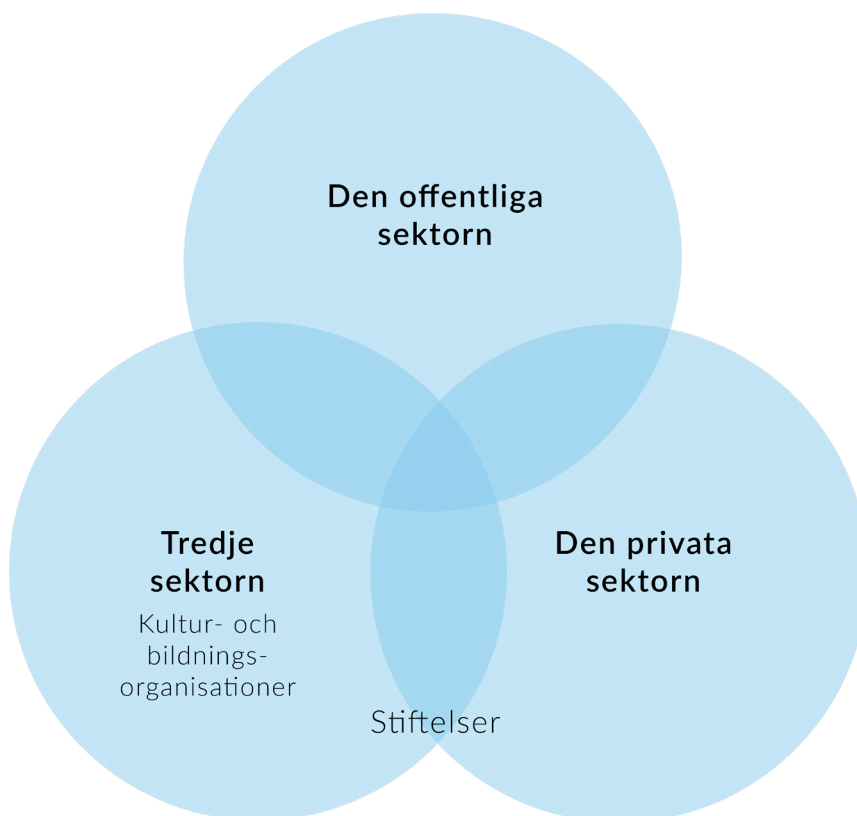 Den offentliga
sektorn
Tredje
sektorn
Kultur- och
bildnings-
organisationer
Den privata
sektorn
Stiftelser